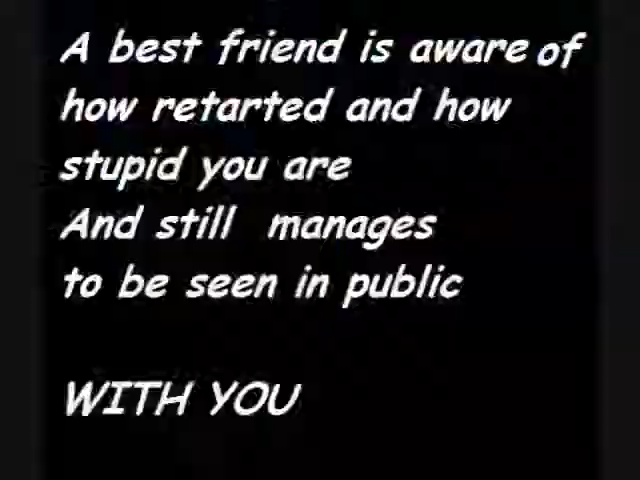 A best friend is aware of
how retarted and how
stupid you are
And still manages
to be seen in public
WITH YOU